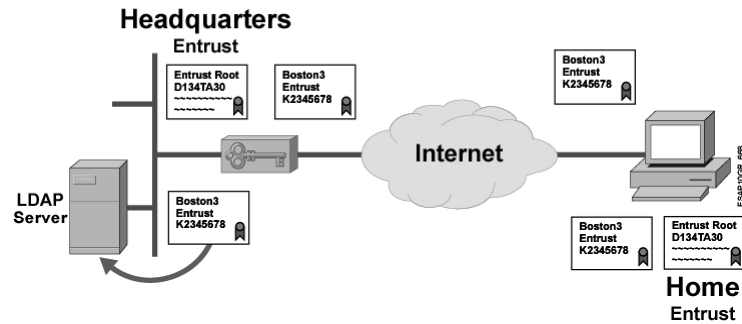 Headquarters
Entrust
Entrust Root
D134TA30
~~~~~~~~~~
~~~~~~~
Boston3
Entrust
K2345678
Boston3
Entrust
K2345678
Internet
LDAP
Server
Boston3
Entrust
K2345678
Boston3
Entrust
K2345678
Entrust Root
D134TA30
~~~~~~~~~~
~~~~~~~
Home
Entrust